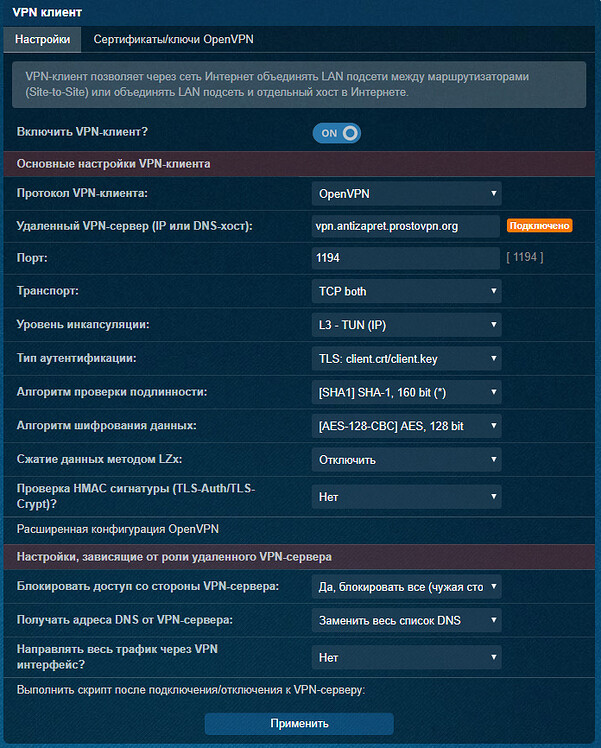 VPN клиент
Настройки
Сертификаты/ключи OpenVPN
VPN-клиент позволяет через сеть Интернет объединять LAN подсети между маршрутизаторами
(Site-to-Site) или объединять LAN подсеть и отдельный хост в Интернете.
Включить VPN-клиент?
ON
Основные настройки VPN-клиента
Протокол VPN-клиента:
OpenVPN
Удаленный VPN-сервер (IP или DNS-хост):
vpn.antizapret.prostovpn.org
Подключено
Порт:
1194
[ 1194 ]
Транспорт:
TCP both
Уровень инкапсуляции:
L3 - TUN (IP)
Тип аутентификации:
TLS: client.crt/client.key
Алгоритм проверки подлинности:
[SHA1] SHA-1, 160 bit (*)
Алгоритм шифрования данных:
[AES-128-CBC] AES, 128 bit
Сжатие данных методом LZx:
Отключить
Проверка HMAC сигнатуры (TLS-Auth/TLS-
Crypt)?
Нет
Расширенная конфигурация OpenVPN
Настройки, зависящие от роли удаленного VPN-сервера
Блокировать доступ со стороны VPN-сервера:
Да, блокировать все (чужая сто
Получать адреса DNS от VPN-сервера:
Заменить весь список DNS
Направлять весь трафик через VPN
интерфейс?
Нет
Выполнить скрипт после подключения/отключения к VPN-серверу:
Применить